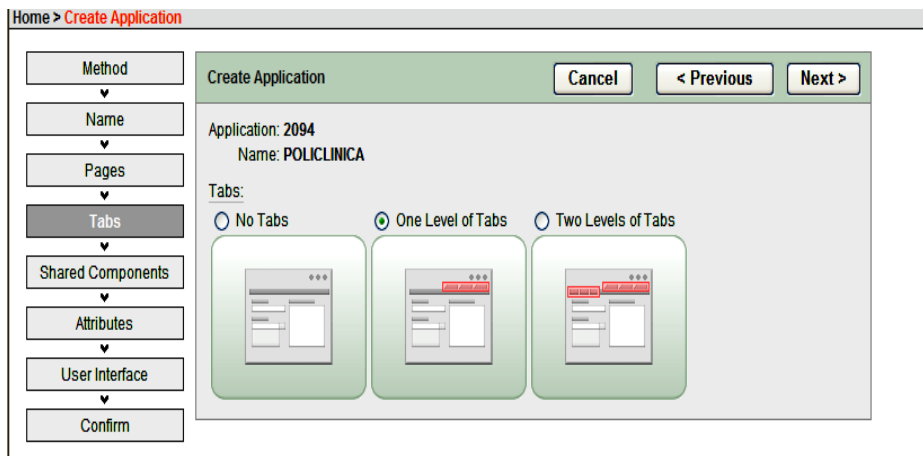 Home > Create Application
Method
Name
Pages
Tabs
Shared Components
Attributes
User Interface
Confirm
Create Application
Cancel
< Previous
Next >
Application: 2094
Name: POLICLINICA
Tabs:
No Tabs
One Level of Tabs
Two Levels of Tabs